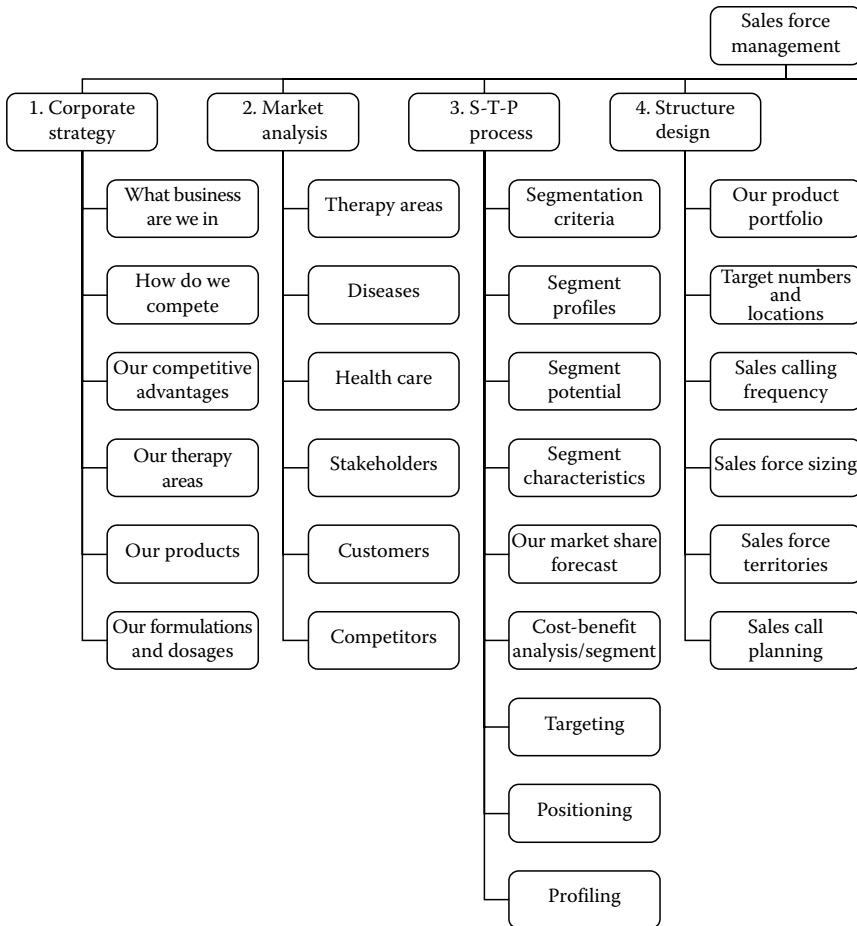 Sales force
management
1. Corporate
strategy
What business
are we in
How do we
compete
Our competitive
advantages
Our therapy
areas
Our products
Our formulations
and dosages
2. Market
analysis
Therapy areas
Diseases
Health care
Stakeholders
Customers
Competitors
3. S-T-P
process
Segmentation
criteria
Segment
profiles
Segment
potential
Segment
characteristics
Our market share
forecast
Cost-benefit
analysis/segment
Targeting
Positioning
Profiling
4. Structure
design
Our product
portfolio
Target numbers
and
locations
Sales calling
frequency
Sales force sizing
Sales force
territories
Sales call
planning